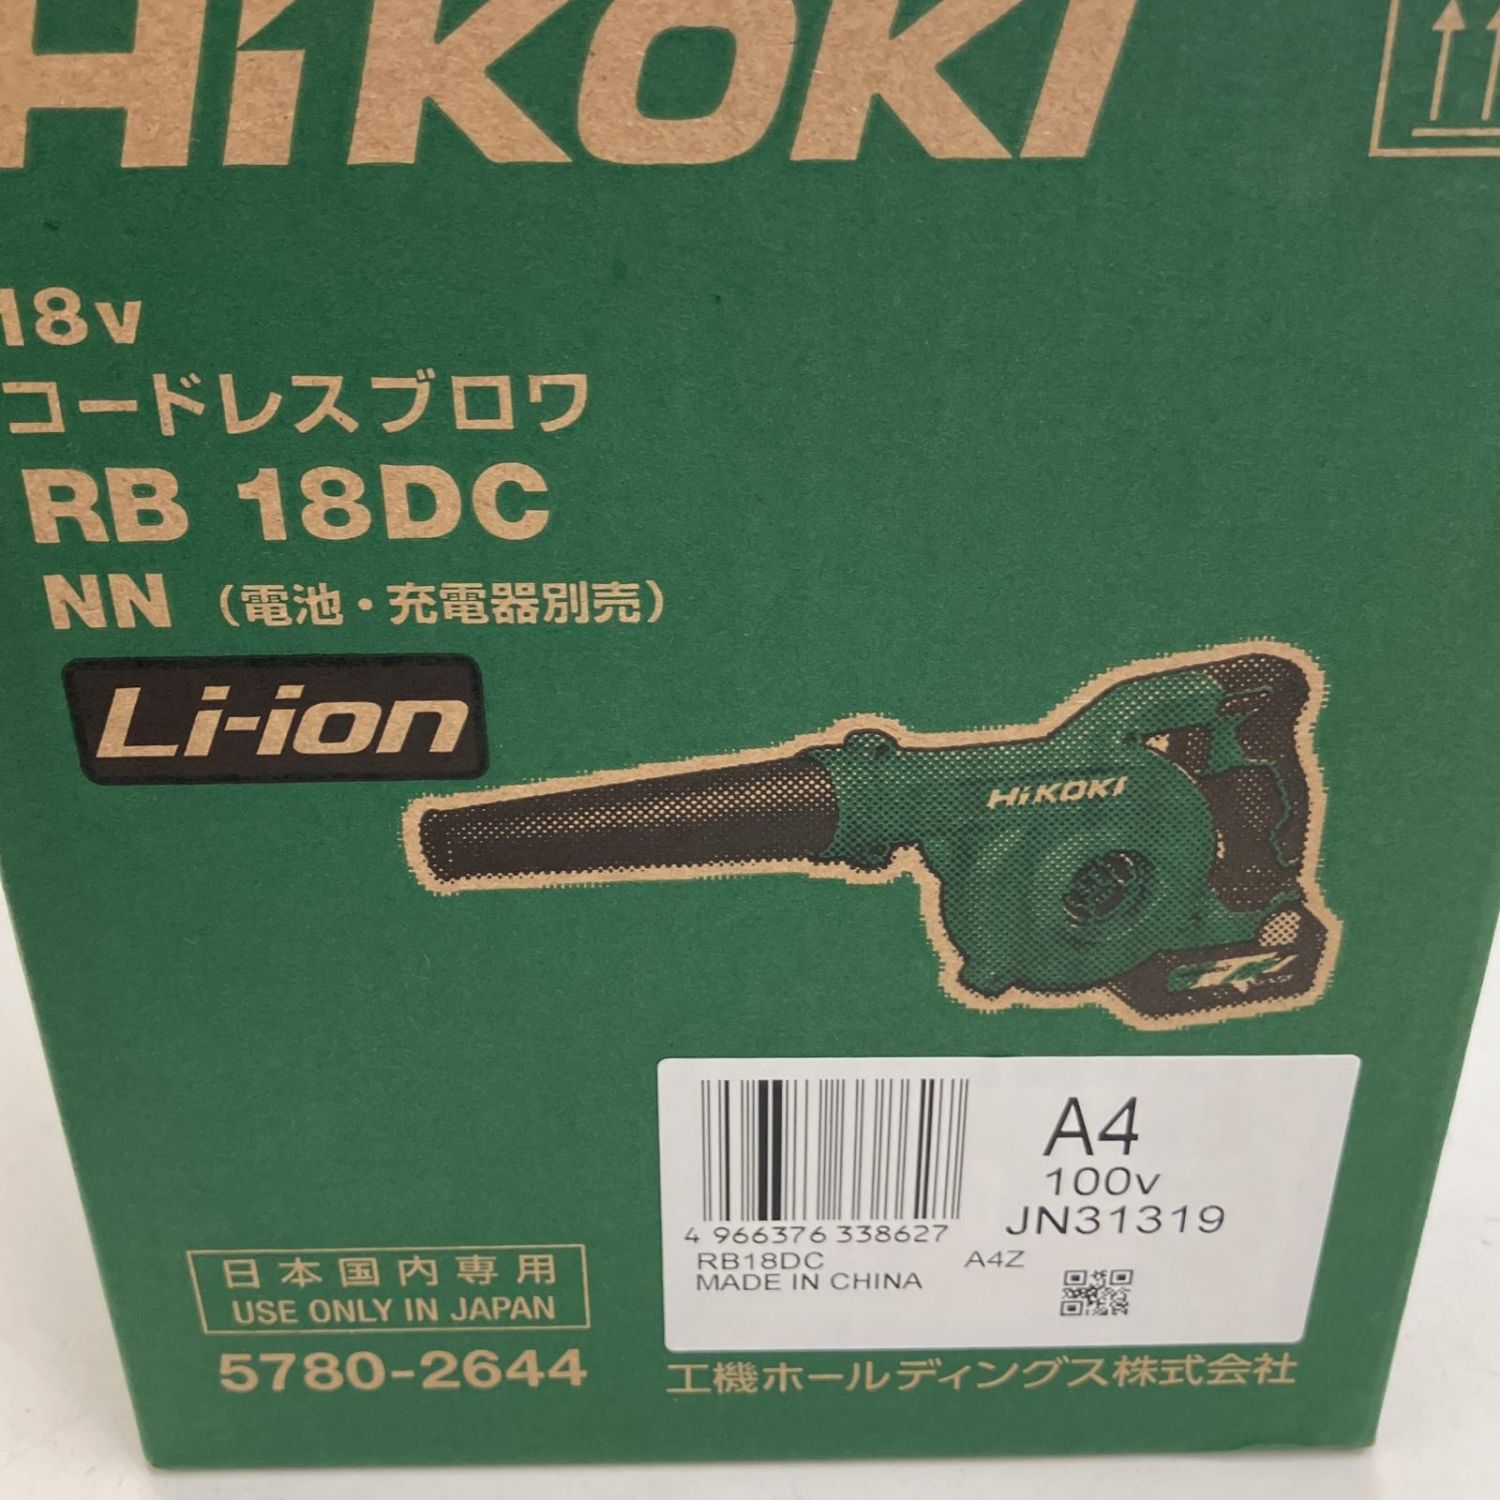 HiKOKI
18v
コードレスブロワ
RB 18DC
NN（電池・充電器別売）
Li-ion
HiKOKI
A4
100v
JN31319
4 966376 338627
RB18DC A4Z
MADE IN CHINA
日本国内専用
USE ONLY IN JAPAN
5780-2644
工機ホールディングス株式会社